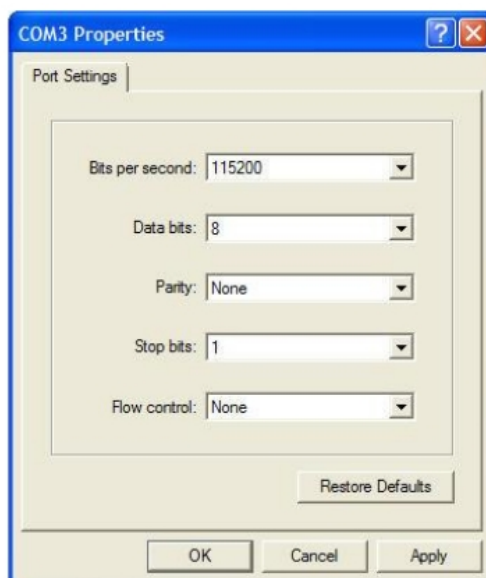 COM3 Properties
Port Settings
Bits per second: 115200
Data bits: 8
Parity: None
Stop bits: 1
Flow control: None
Restore Defaults
OK Cancel Apply